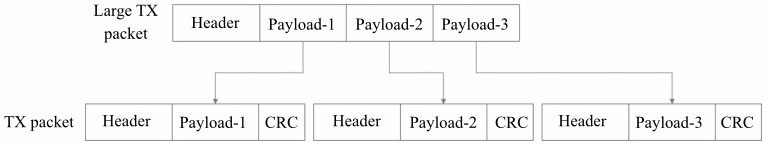 Large TX
packet
Header Payload-1 Payload-2 Payload-3
TX packet
Header Payload-1 CRC Header Payload-2 CRC Header Payload-3 CRC